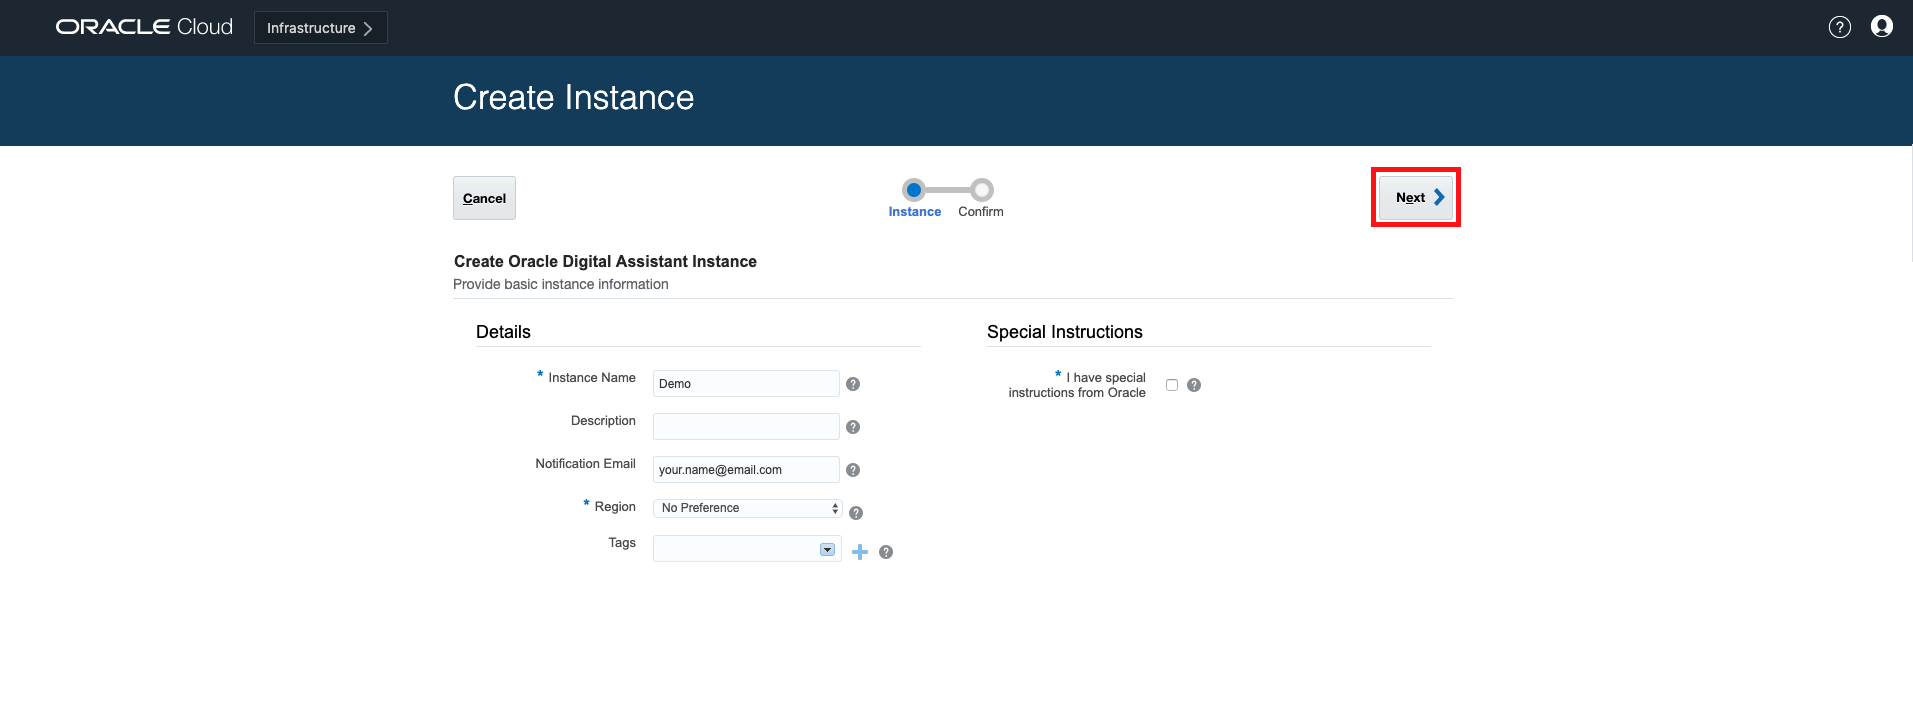 ORACLE Cloud
Infrastructure
?
Create Instance
Cancel
Instance
Confirm
Next
Create Oracle Digital Assistant Instance
Provide basic instance information
Details
* Instance Name
Demo
?
Description
?
Notification Email
your.name@email.com
?
* Region
No Preference
?
Tags
?
Special Instructions
* I have special
instructions from Oracle
?